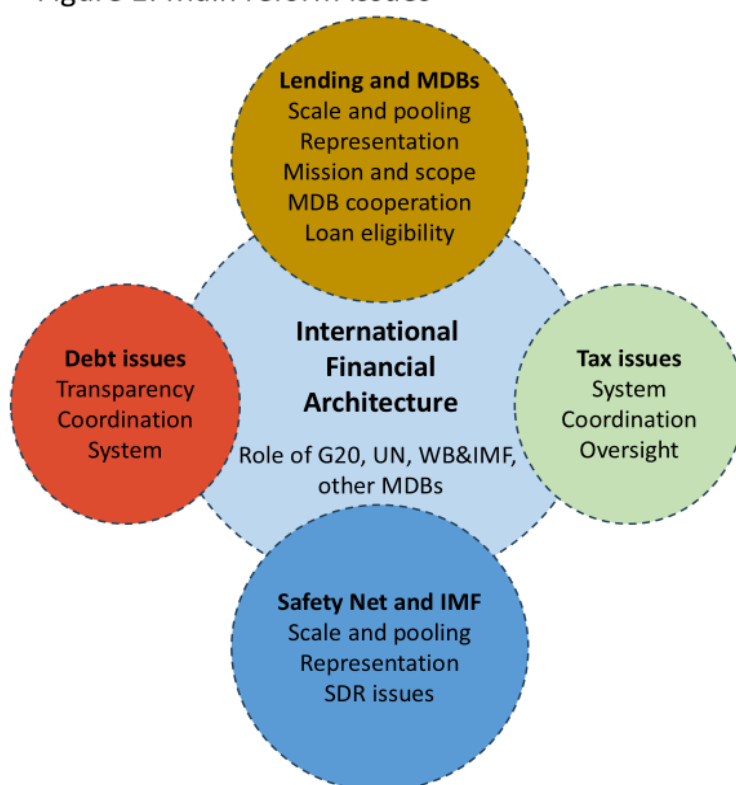 Lending and MDBs
Scale and pooling
Representation
Mission and scope
MDB cooperation
Loan eligibility
International
Financial
Architecture
Role of G20, UN, WB&IMF,
other MDBs
Debt issues
Transparency
Coordination
System
Tax issues
System
Coordination
Oversight
Safety Net and IMF
Scale and pooling
Representation
SDR issues